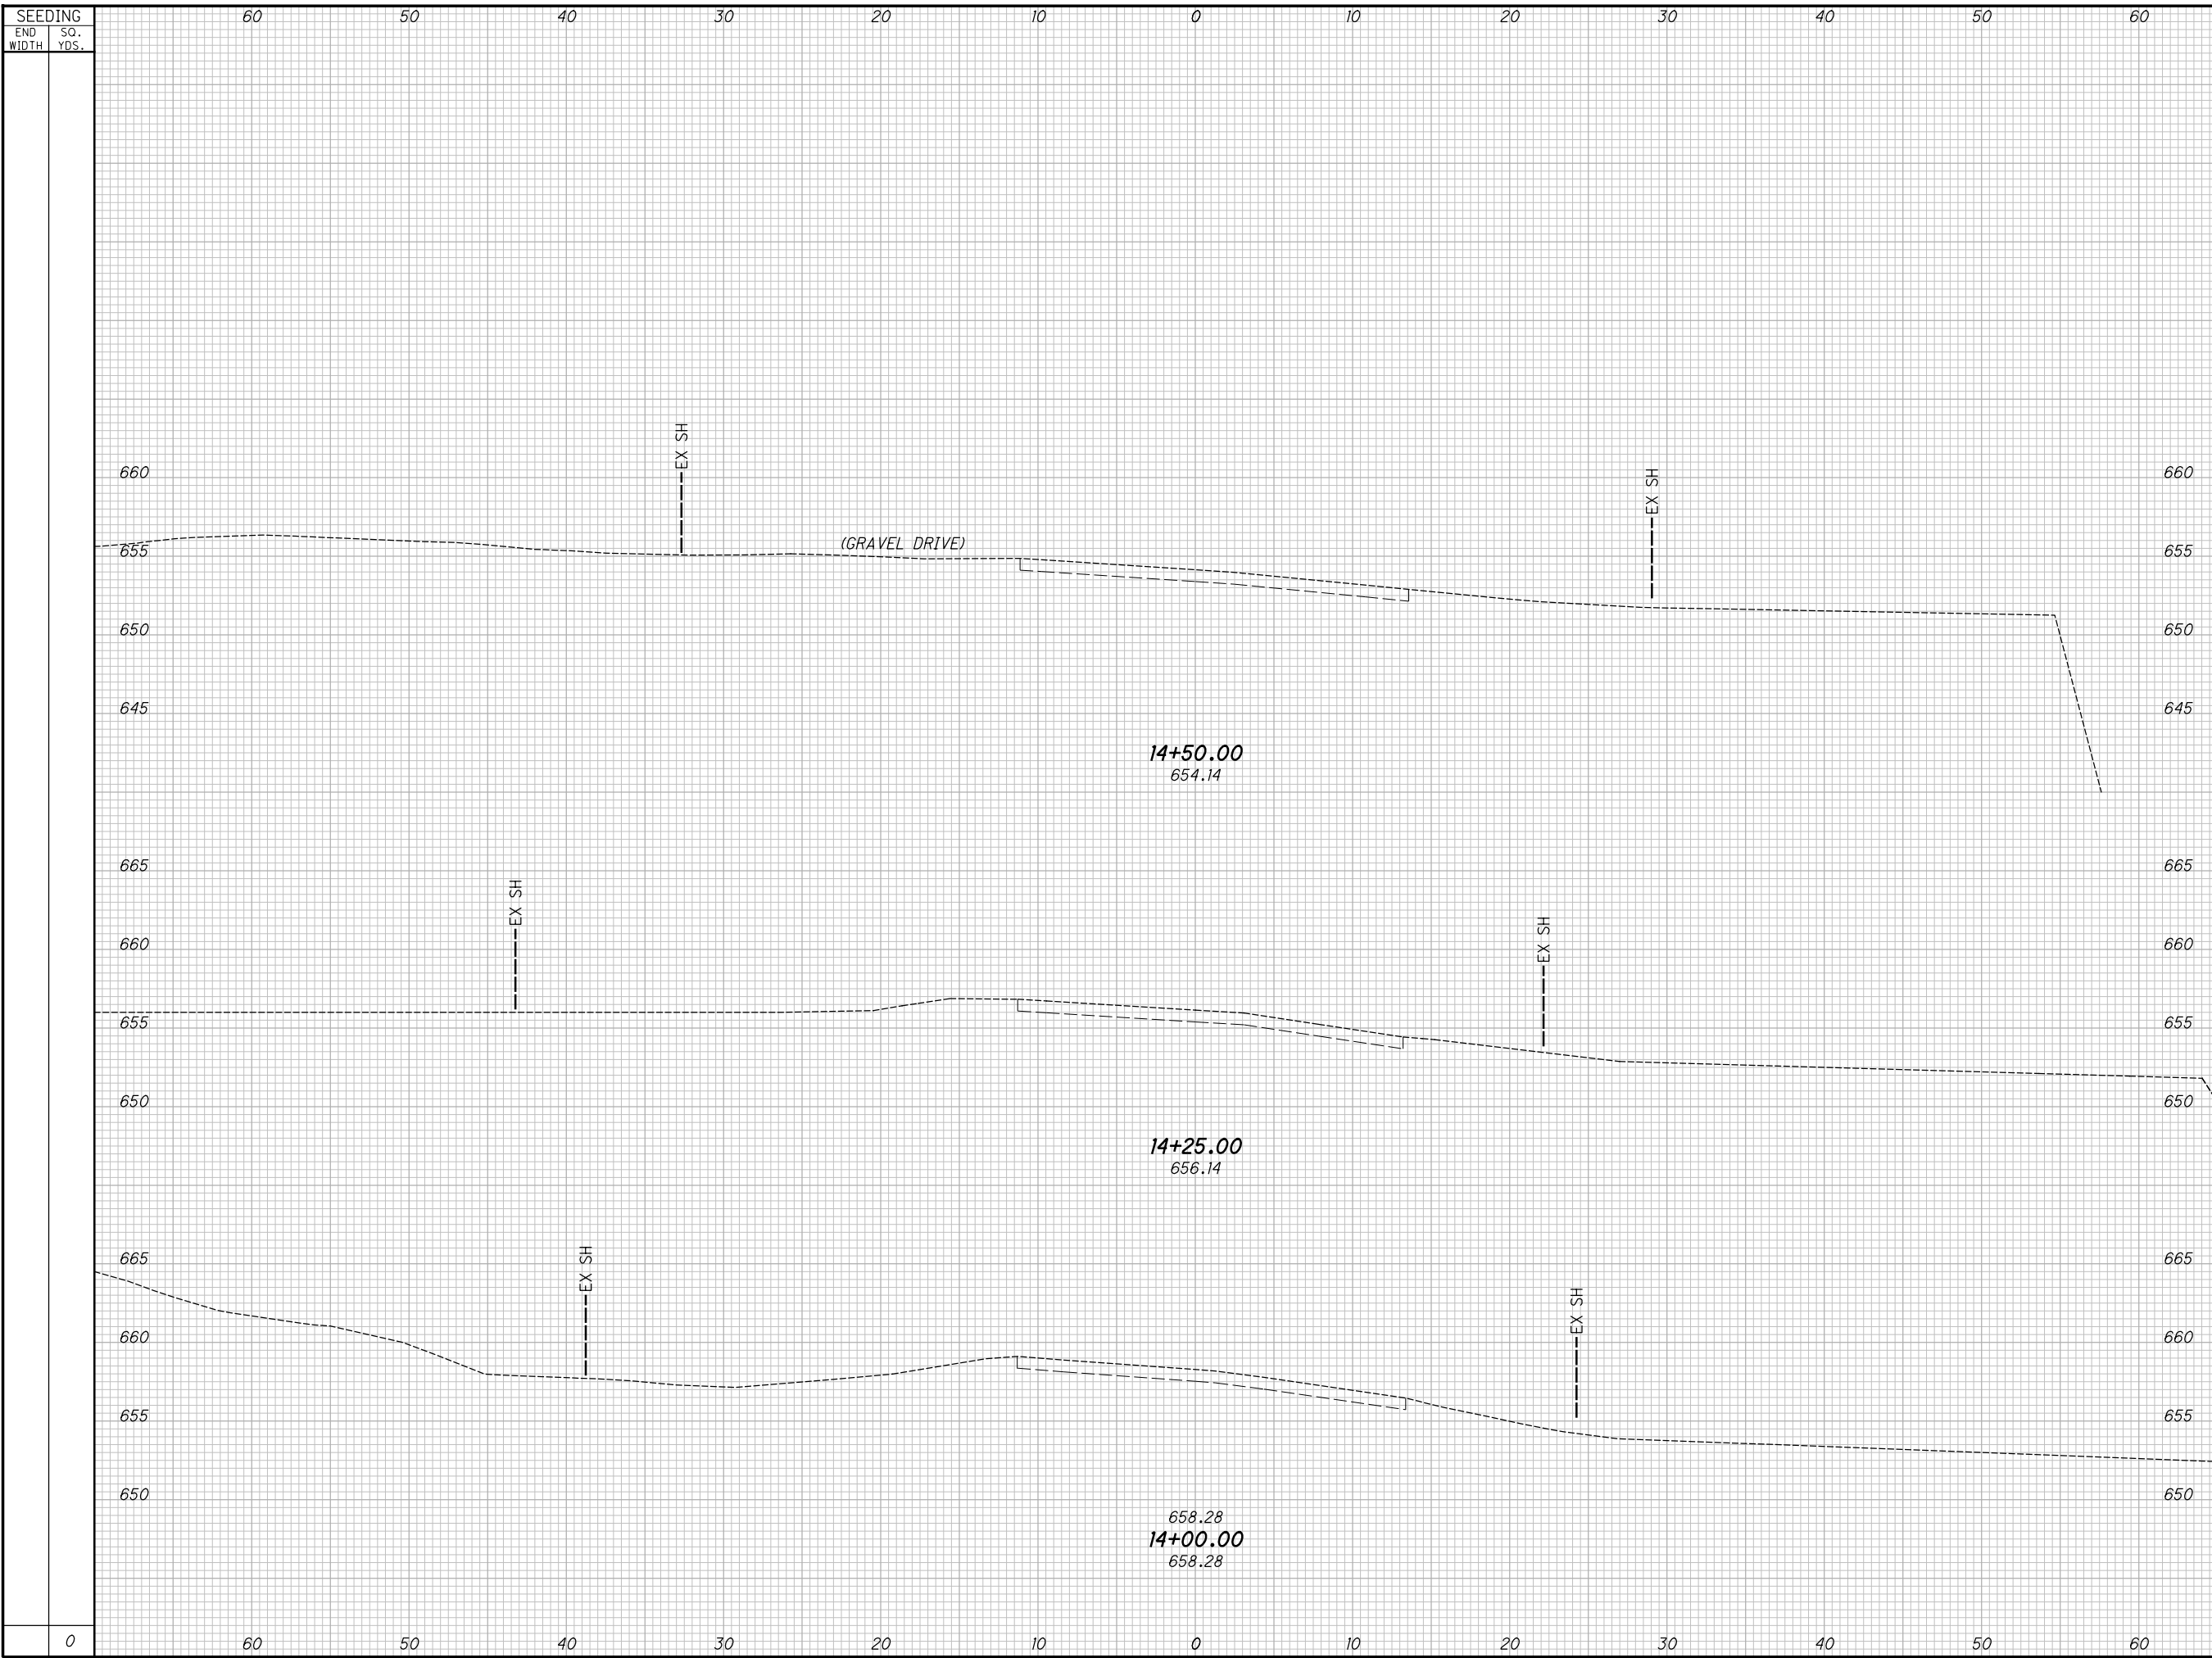 SEEDING
END WIDTH
SQ. YDS.
60 50 40 30 20 10 0 10 20 30 40 50 60
EX SH
EX SH
660 660
(GRAVEL DRIVE)
655 655
650 650
645 645
14+50.00
654.14
665 665
EX SH
EX SH
660 660
655 655
650 650
14+25.00
656.14
665 665
EX SH
EX SH
660 660
655 655
650 650
658.28
14+00.00
658.28
0
60 50 40 30 20 10 0 10 20 30 40 50 60